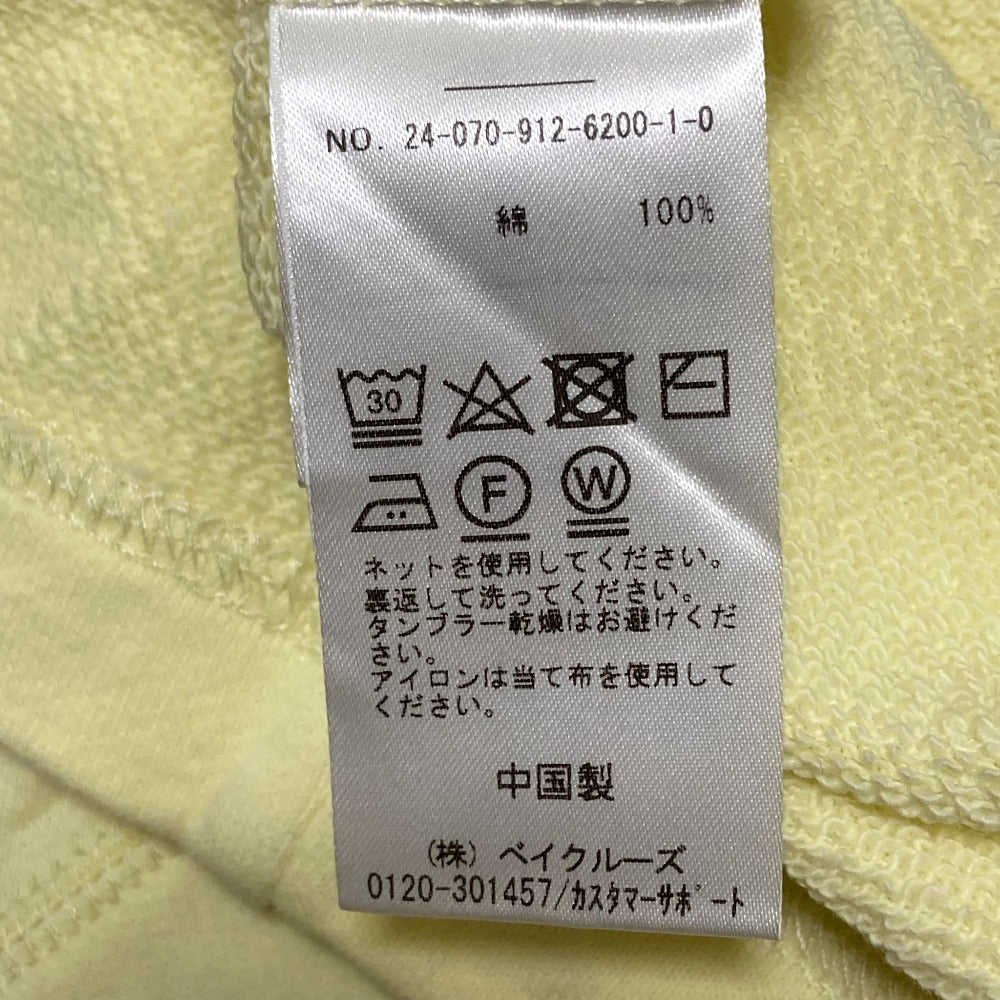 NO. 24-070-912-6200-1-0
綿 100%
30
F W
ネットを使用してください。
裏返して洗ってください。
タンブラー乾燥はお避けくだ
さい。
アイロンは当て布を使用して
ください。
中国製
(株) ベイクルーズ
0120-301457/カスタマーサポート